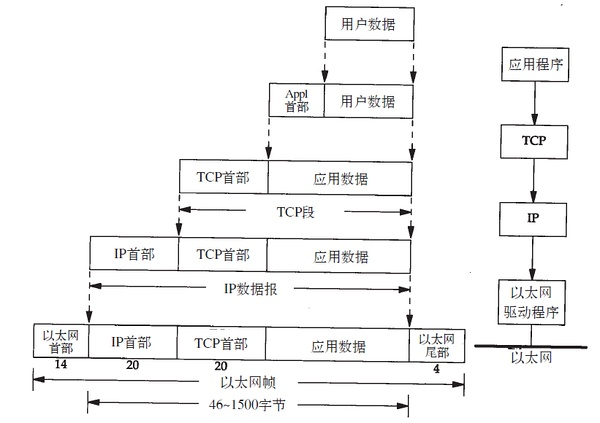 用户数据
应用程序
Appl
首部
用户数据
TCP
TCP首部
应用数据
TCP段
IP
IP首部
TCP首部
应用数据
IP数据报
以太网
驱动程序
以太网
首部
IP首部
TCP首部
应用数据
以太网
尾部
以太网
14
20
20
4
以太网帧
46~1500字节